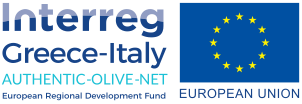 Interreg
Greece-Italy
AUTHENTIC-OLIVE-NET
European Regional Development Fund
EUROPEAN UNION